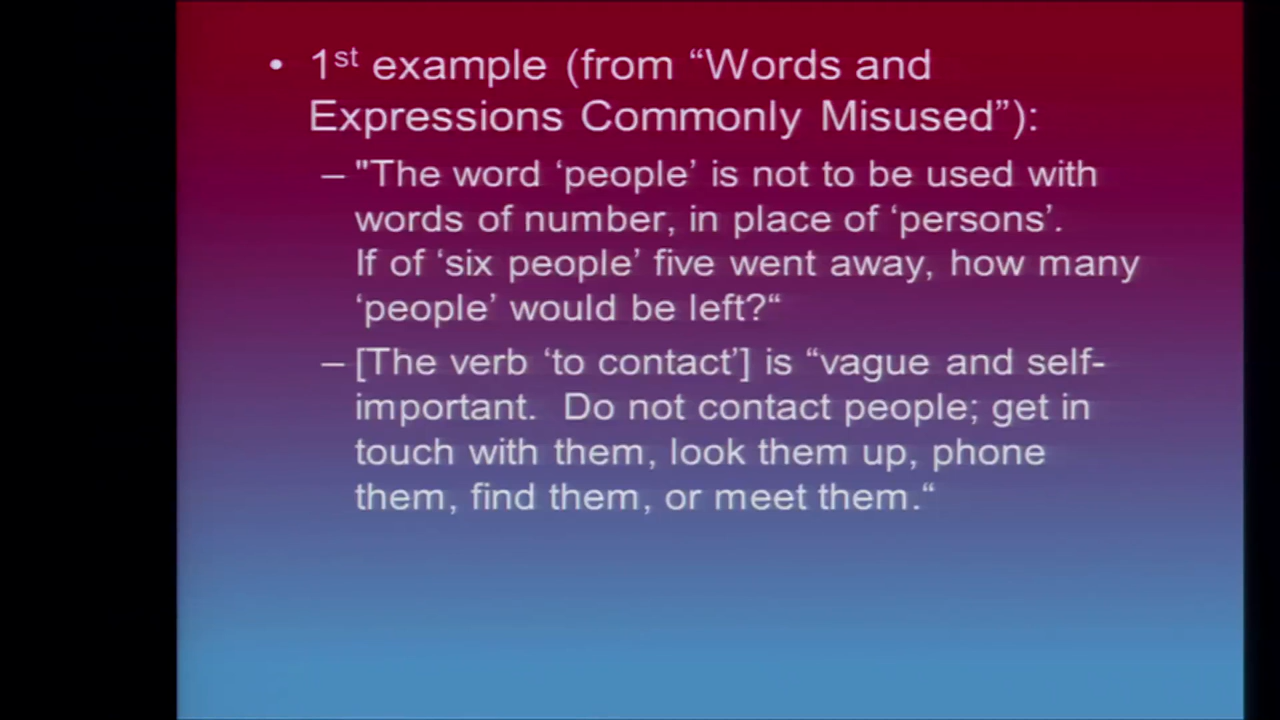 • 1st example (from “Words and
Expressions Commonly Misused”):
– "The word ‘people’ is not to be used with
words of number, in place of ‘persons’.
If of ‘six people’ five went away, how many
‘people’ would be left?“
– [The verb ‘to contact’] is “vague and self-
important.  Do not contact people; get in
touch with them, look them up, phone
them, find them, or meet them.“